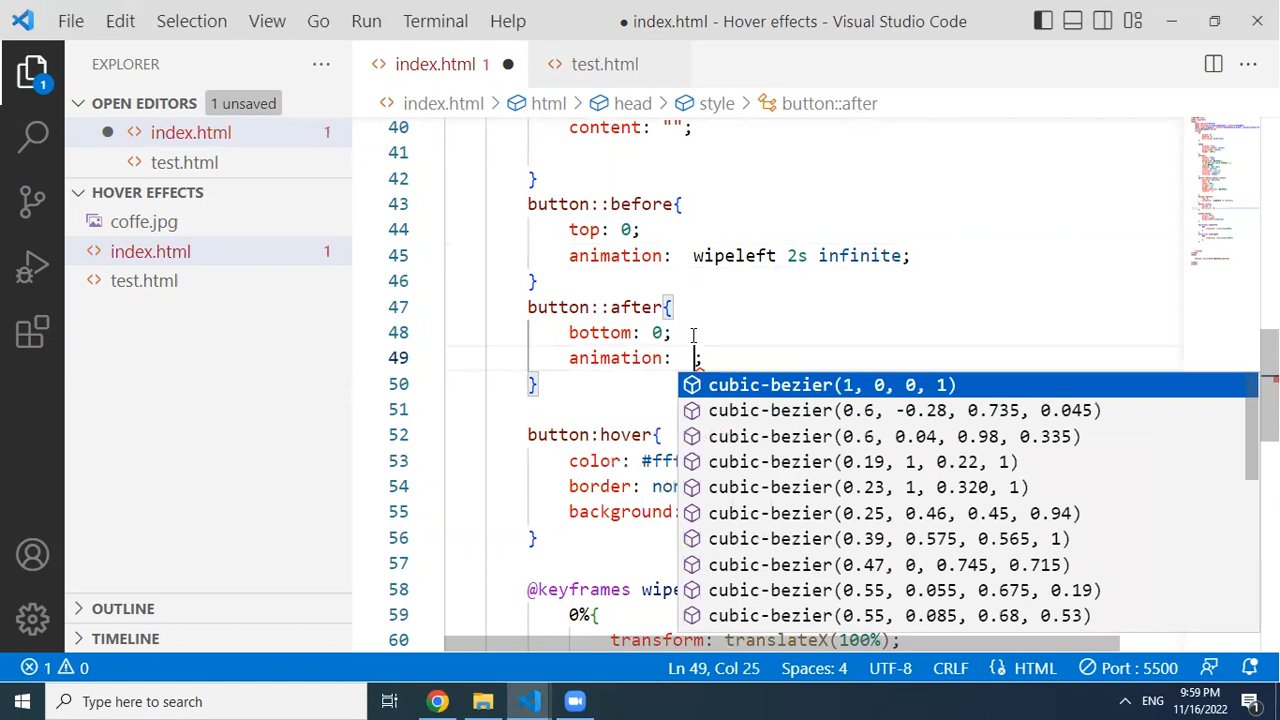 File Edit Selection View Go Run Terminal Help ● index.html - Hover effects - Visual Studio Code
EXPLORER
index.html 1
test.html
OPEN EDITORS 1 unsaved
index.html > html > head > style > button::after
index.html 1
test.html
HOVER EFFECTS
coffe.jpg
index.html 1
test.html
OUTLINE
TIMELINE
1
40 content: "";
41
42 }
43 button::before{
44 top: 0;
45 animation:  wipeleft 2s infinite;
46 }
47 button::after{
48 bottom: 0;
49 animation:  ;
50 }
51
52 button:hover{
53 color: #fff
54 border: non
55 background:
56 }
57
58 @keyframes wipe
59 0%{
60 transform: translateX(100%);
cubic-bezier(1, 0, 0, 1)
cubic-bezier(0.6, -0.28, 0.735, 0.045)
cubic-bezier(0.6, 0.04, 0.98, 0.335)
cubic-bezier(0.19, 1, 0.22, 1)
cubic-bezier(0.23, 1, 0.320, 1)
cubic-bezier(0.25, 0.46, 0.45, 0.94)
cubic-bezier(0.39, 0.575, 0.565, 1)
cubic-bezier(0.47, 0, 0.745, 0.715)
cubic-bezier(0.55, 0.055, 0.675, 0.19)
cubic-bezier(0.55, 0.085, 0.68, 0.53)
1 0 Ln 49, Col 25 Spaces: 4 UTF-8 CRLF HTML Port : 5500
Type here to search
ENG
9:59 PM
11/16/2022
1